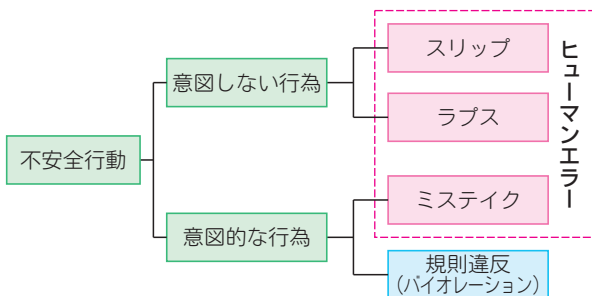 不安全行動
意図しない行為
スリップ
ラプス
意図的な行為
ミステイク
規則違反
（バイオレーション）
ヒューマンエラー